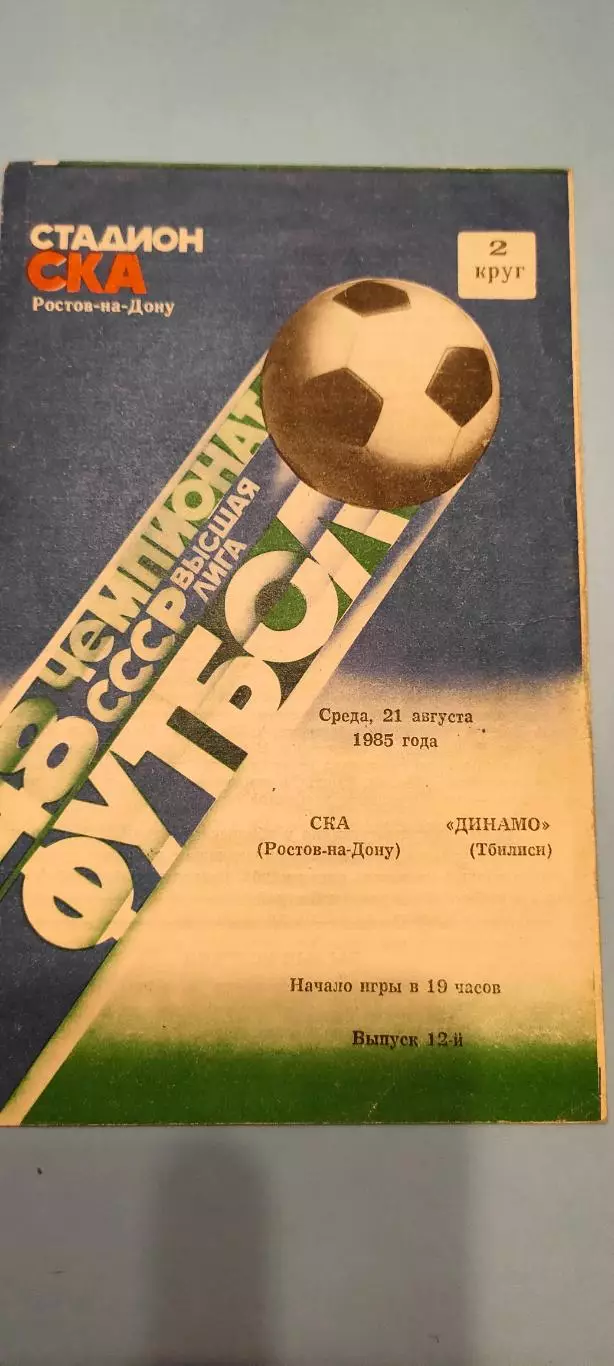 СТАДИОН
СКА
Ростов-на-Дону
2
круг
48 ЧЕМПИОНАТ
СССР
ВЫСШАЯ
ЛИГА
ФУТБОЛ
Среда, 21 августа
1985 года
СКА
(Ростов-на-Дону)
«ДИНАМО»
(Тбилиси)
Начало игры в 19 часов
Выпуск 12-й